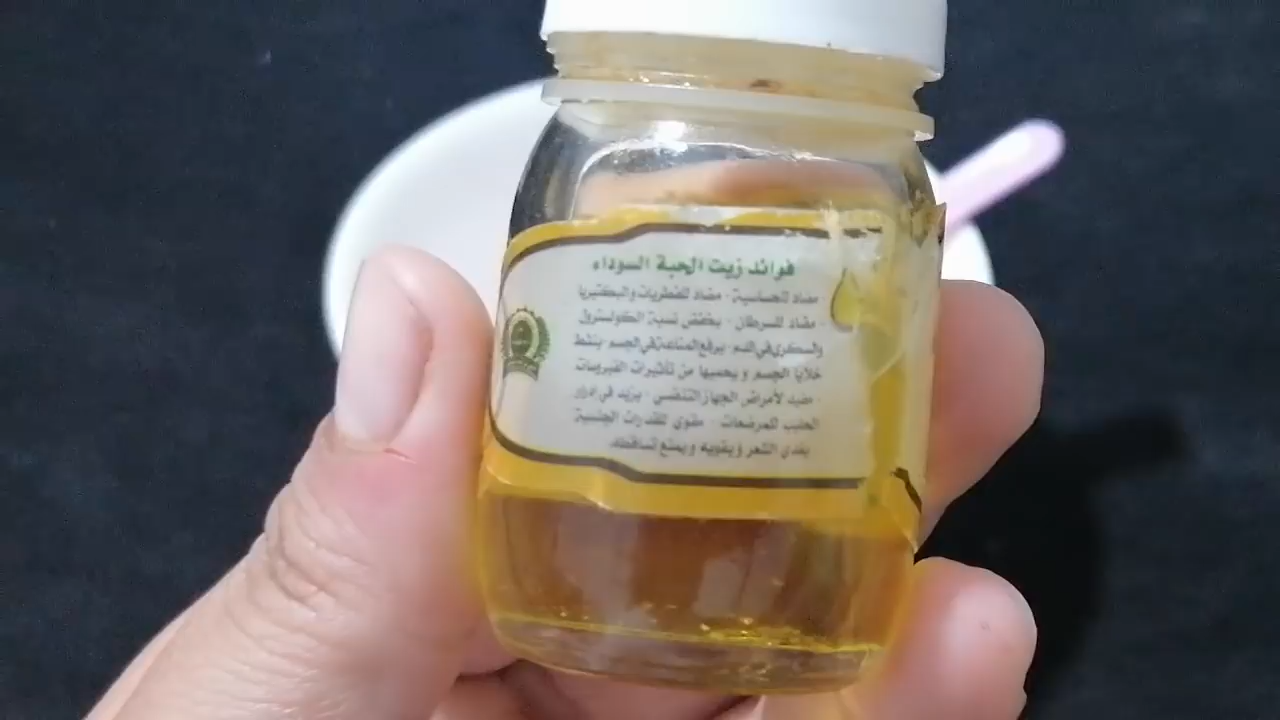 فوائد زيت الحبة السوداء
مضاد للحساسية - مضاد للفطريات والبكتيريا
- مضاد للسرطان - يخفض نسبة الكولسترول
والسكري في الدم - يرفع المناعة في الجسم - ينشط
خلايا الجسم و يحميها من تأثيرات الفيروسات
- مفيد لأمراض الجهاز التنفسي - يزيد في إدرار
الحليب للمرضعات - مقوي للقدرات الجنسية
يغذي الشعر ويقويه ويمنع تساقطه